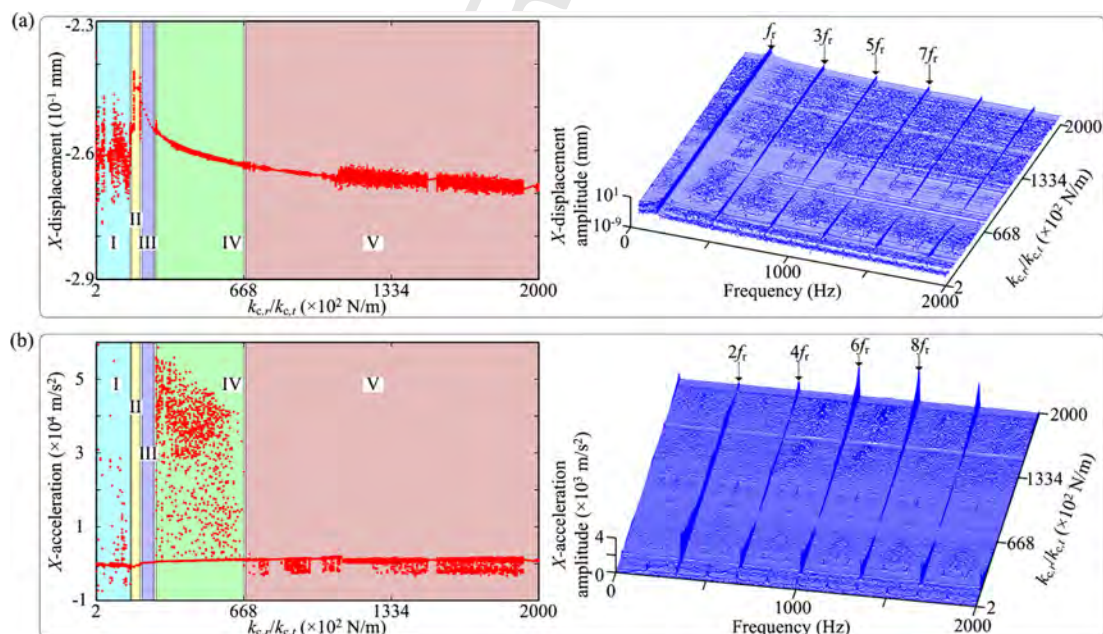 (a)
-2.3
-2.6
-2.9
X-displacement (10⁻¹ mm)
I
II
III
IV
V
2
668
1334
2000
k_c,r/k_c,t (×10² N/m)
f_r
3f_r
5f_r
7f_r
X-displacement
amplitude (mm)
10¹
10⁻⁹
0
1000
2000
Frequency (Hz)
2
668
1334
2000
k_c,r/k_c,t (×10² N/m)
(b)
5
3
1
-1
X-acceleration (×10⁴ m/s²)
I
II
III
IV
V
2
668
1334
2000
k_c,r/k_c,t (×10² N/m)
2f_r
4f_r
6f_r
8f_r
X-acceleration
amplitude (×10³ m/s²)
4
2
0
0
1000
2000
Frequency (Hz)
2
668
1334
2000
k_c,r/k_c,t (×10² N/m)